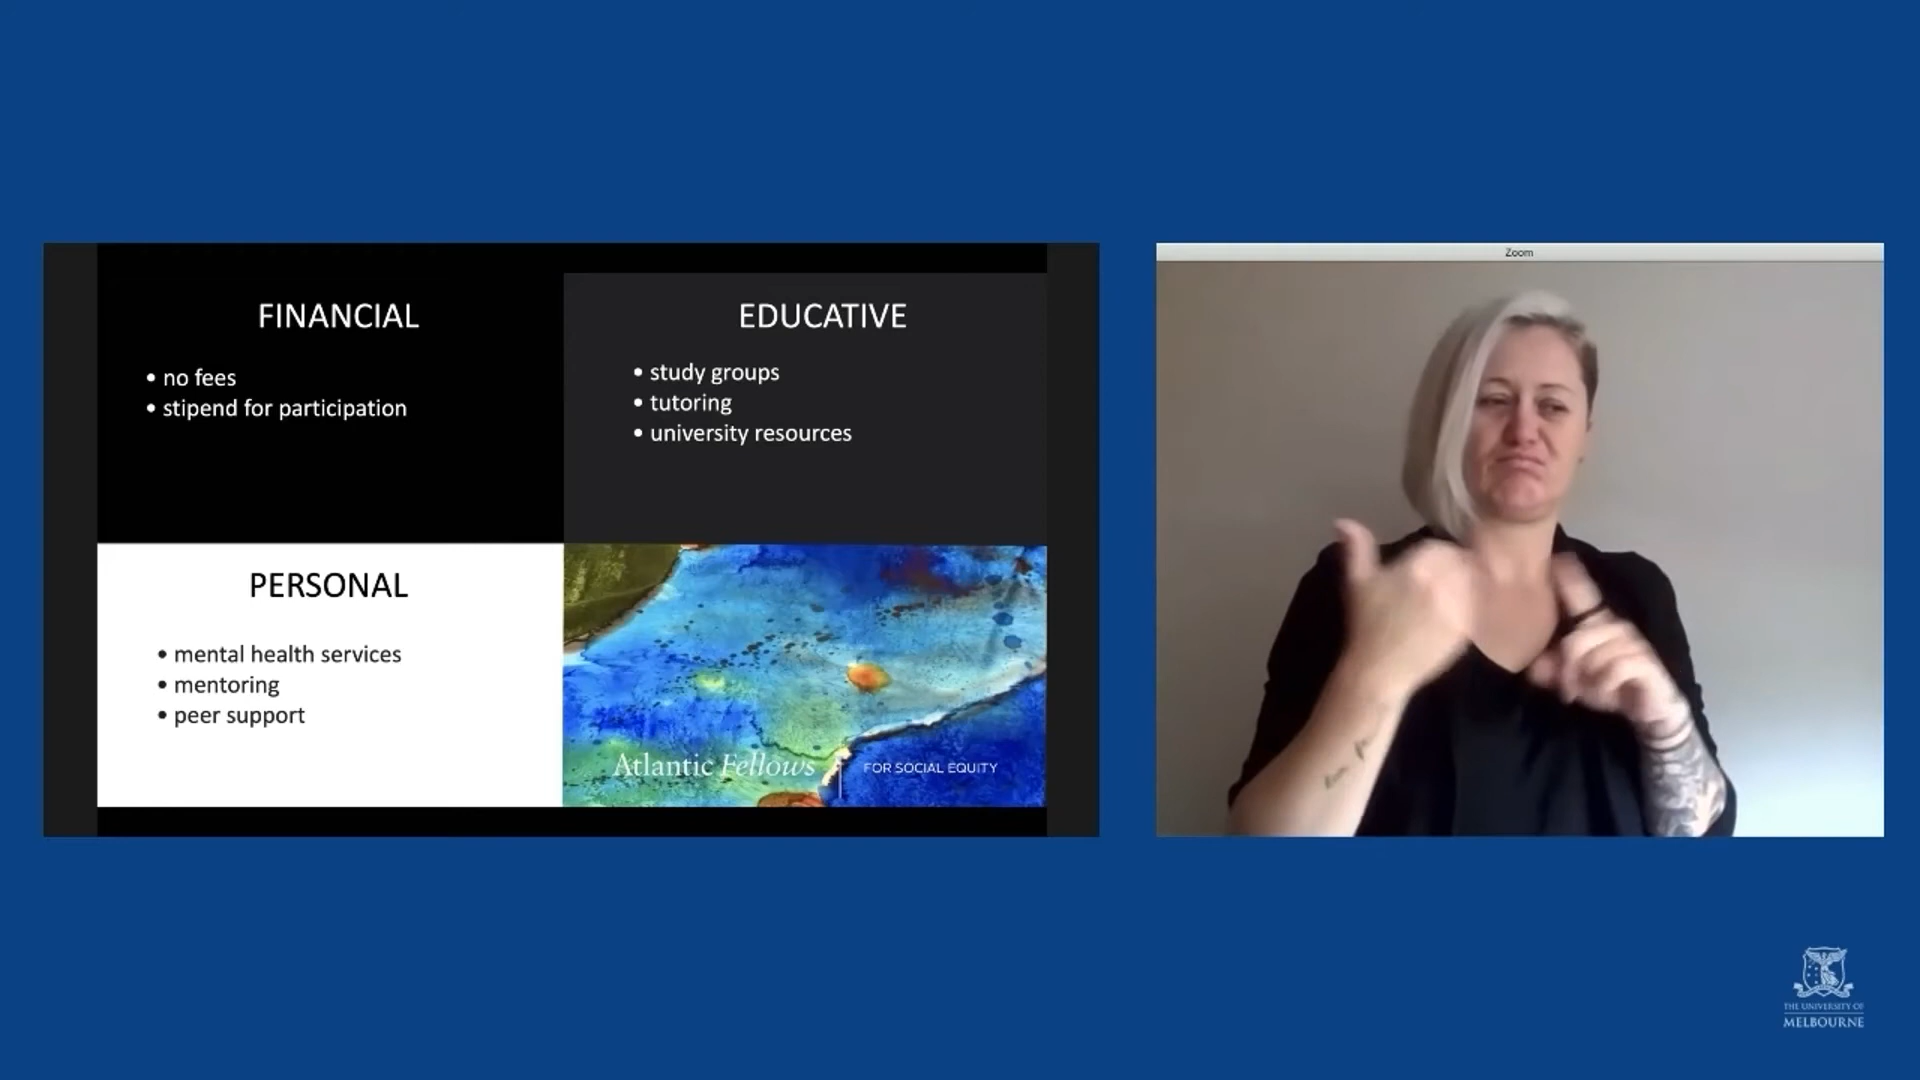 FINANCIAL
• no fees
• stipend for participation
EDUCATIVE
• study groups
• tutoring
• university resources
PERSONAL
• mental health services
• mentoring
• peer support
Atlantic Fellows
FOR SOCIAL EQUITY
Zoom
THE UNIVERSITY OF
MELBOURNE